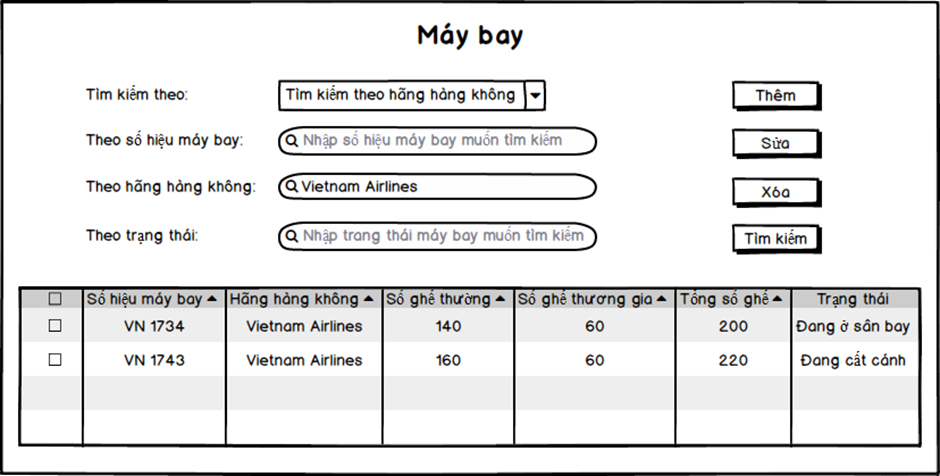 Máy bay
Tìm kiếm theo: Tìm kiếm theo hãng hàng không Thêm
Theo số hiệu máy bay: Nhập số hiệu máy bay muốn tìm kiếm Sửa
Theo hãng hàng không: Vietnam Airlines Xóa
Theo trạng thái: Nhập trang thái máy bay muốn tìm kiếm Tìm kiếm
Số hiệu máy bay Hãng hàng không Số ghế thường Số ghế thương gia Tổng số ghế Trạng thái
VN 1734 Vietnam Airlines 140 60 200 Đang ở sân bay
VN 1743 Vietnam Airlines 160 60 220 Đang cất cánh